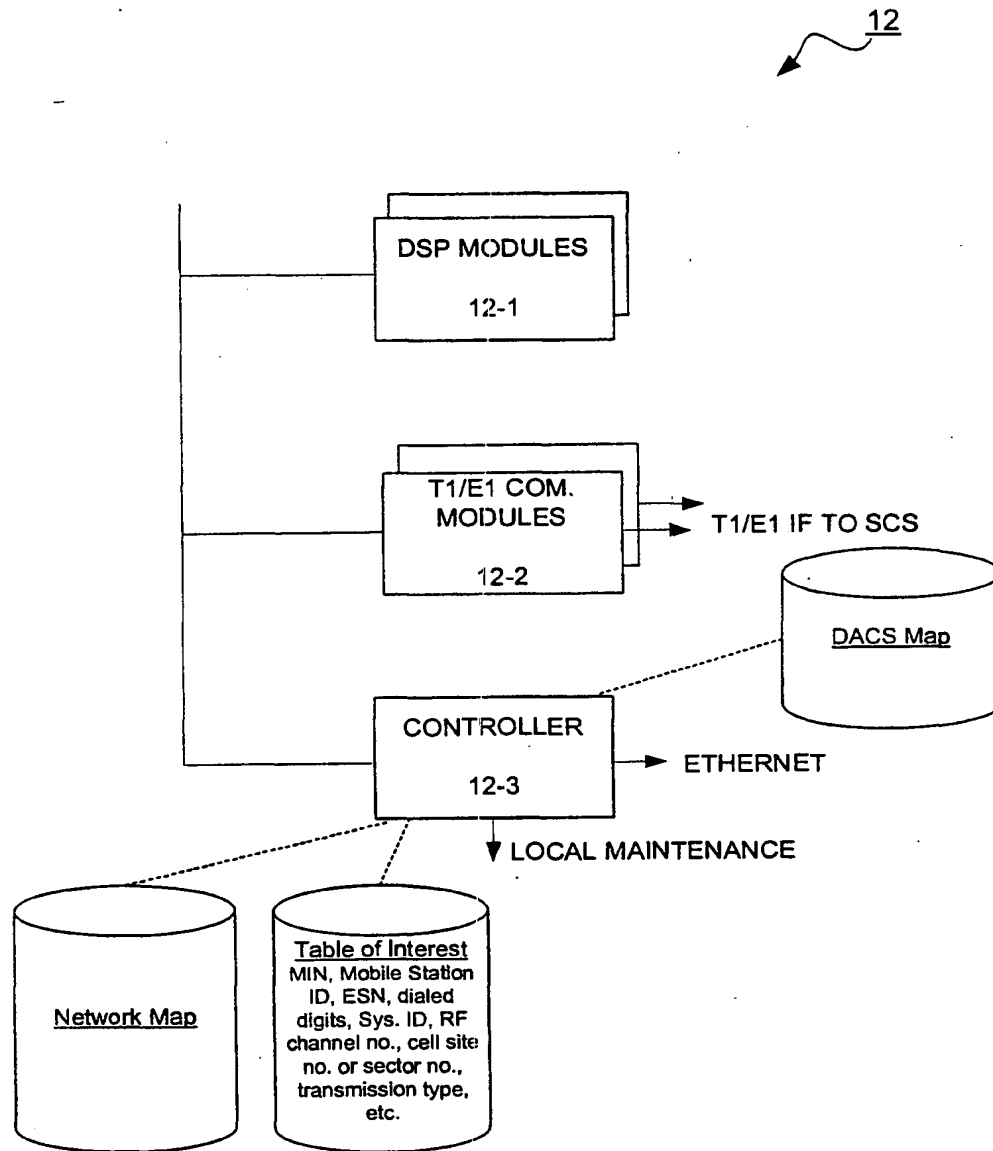 12
DSP MODULES
12-1
T1/E1 COM.
MODULES
12-2
T1/E1 IF TO SCS
DACS Map
CONTROLLER
12-3
ETHERNET
LOCAL MAINTENANCE
Network Map
Table of Interest
MIN, Mobile Station
ID, ESN, dialed
digits, Sys. ID, RF
channel no., cell site
no. or sector no.,
transmission type,
etc.